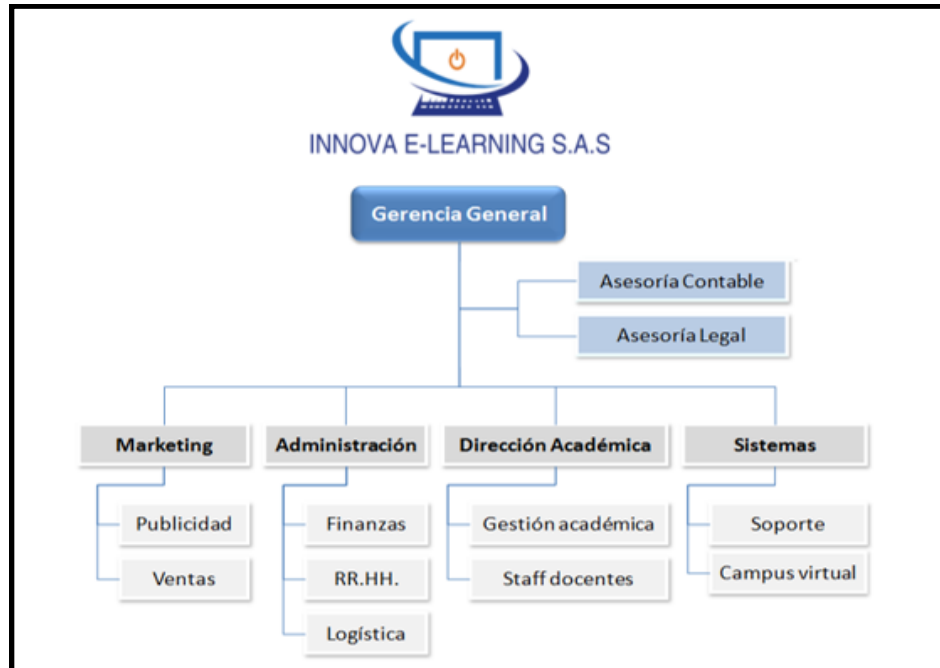 INNOVA E-LEARNING S.A.S
Gerencia General
Asesoría Contable
Asesoría Legal
Marketing
Administración
Dirección Académica
Sistemas
Publicidad
Ventas
Finanzas
RR.HH.
Logística
Gestión académica
Staff docentes
Soporte
Campus virtual